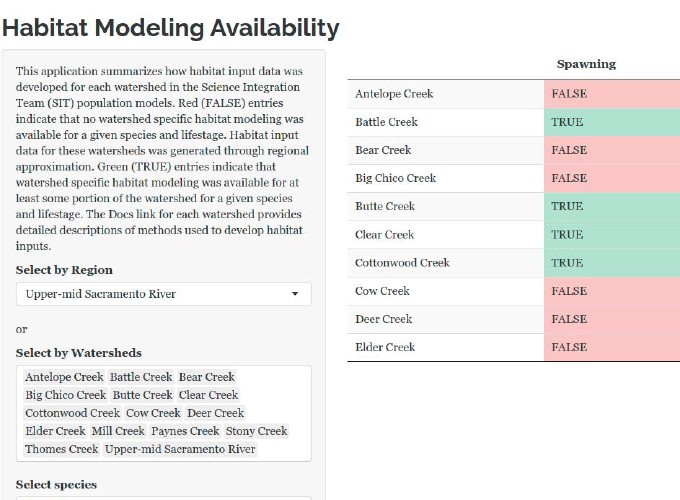 Habitat Modeling Availability
This application summarizes how habitat input data was
developed for each watershed in the Science Integration
Team (SIT) population models. Red (FALSE) entries
indicate that no watershed specific habitat modeling was
available for a given species and lifestage. Habitat input
data for these watersheds was generated through regional
approximation. Green (TRUE) entries indicate that
watershed specific habitat modeling was available for at
least some portion of the watershed for a given species
and lifestage. The Docs link for each watershed provides
detailed descriptions of methods used to develop habitat
inputs.
Select by Region
Upper-mid Sacramento River
or
Select by Watersheds
Antelope Creek Battle Creek Bear Creek
Big Chico Creek Butte Creek Clear Creek
Cottonwood Creek Cow Creek Deer Creek
Elder Creek Mill Creek Paynes Creek Stony Creek
Thomes Creek Upper-mid Sacramento River
Select species
Spawning
Antelope Creek FALSE
Battle Creek TRUE
Bear Creek FALSE
Big Chico Creek FALSE
Butte Creek TRUE
Clear Creek TRUE
Cottonwood Creek TRUE
Cow Creek FALSE
Deer Creek FALSE
Elder Creek FALSE